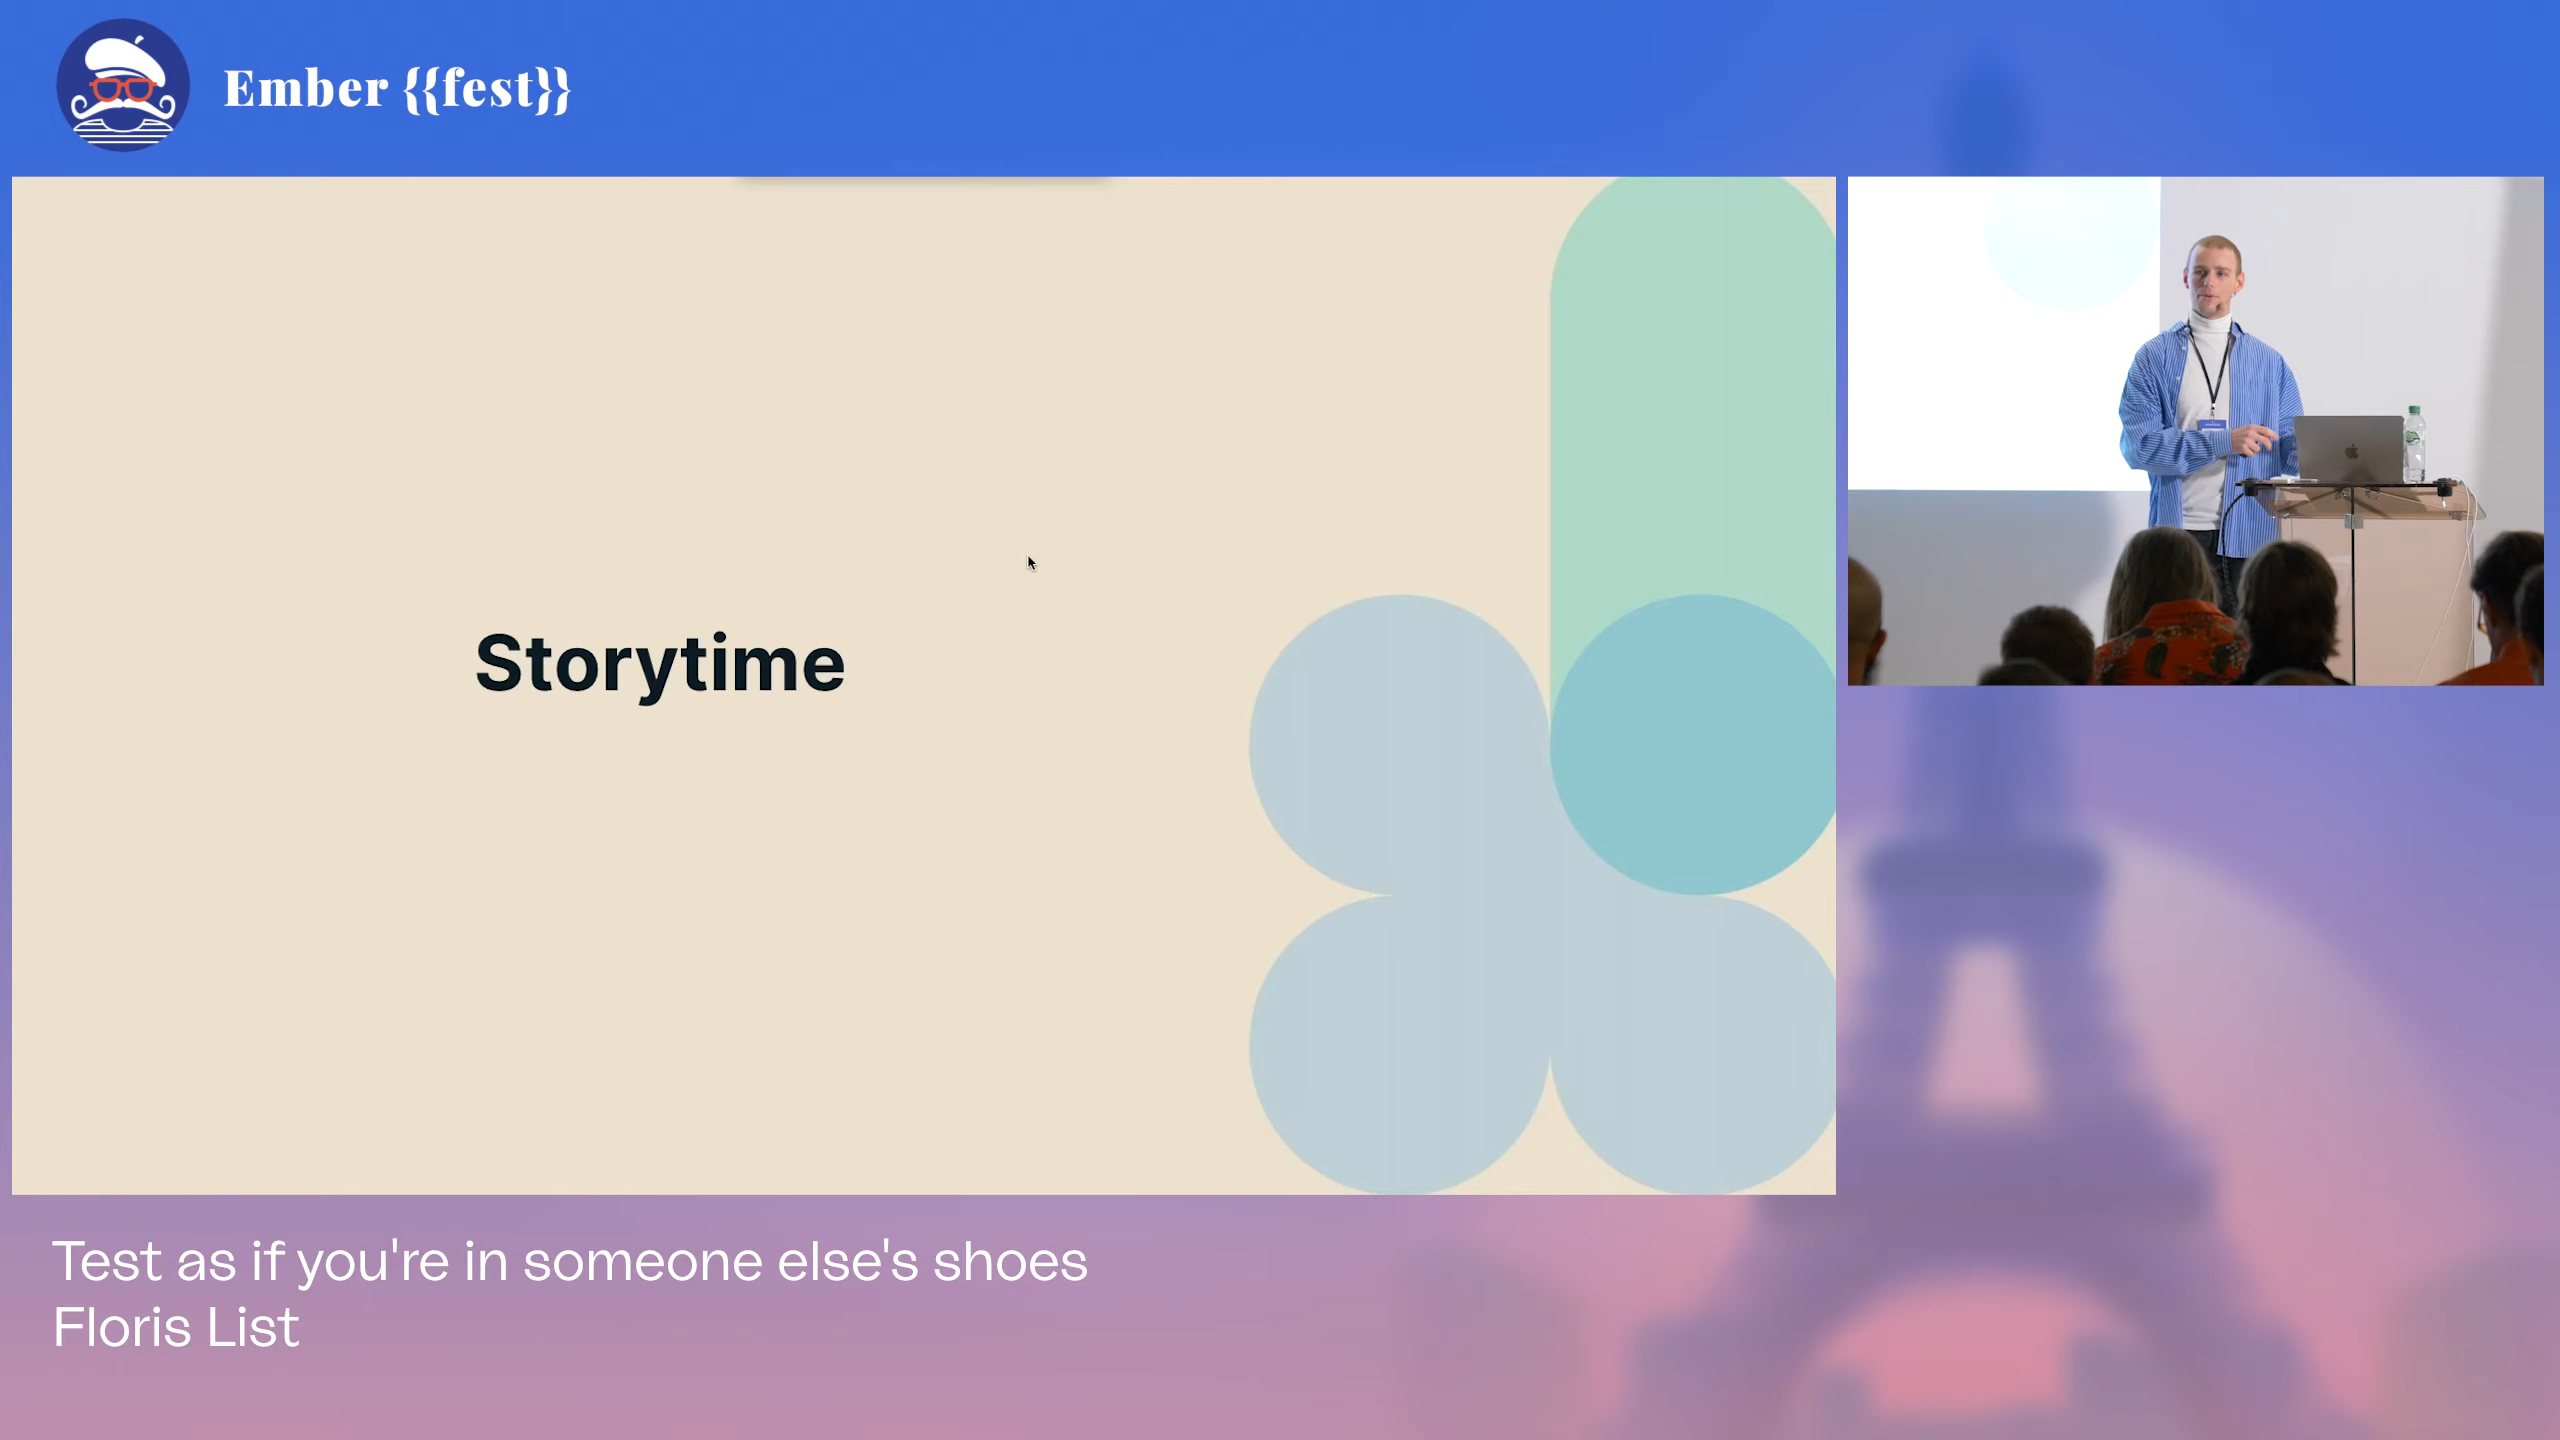 Ember {{fest}}
Storytime
Test as if you're in someone else's shoes
Floris List